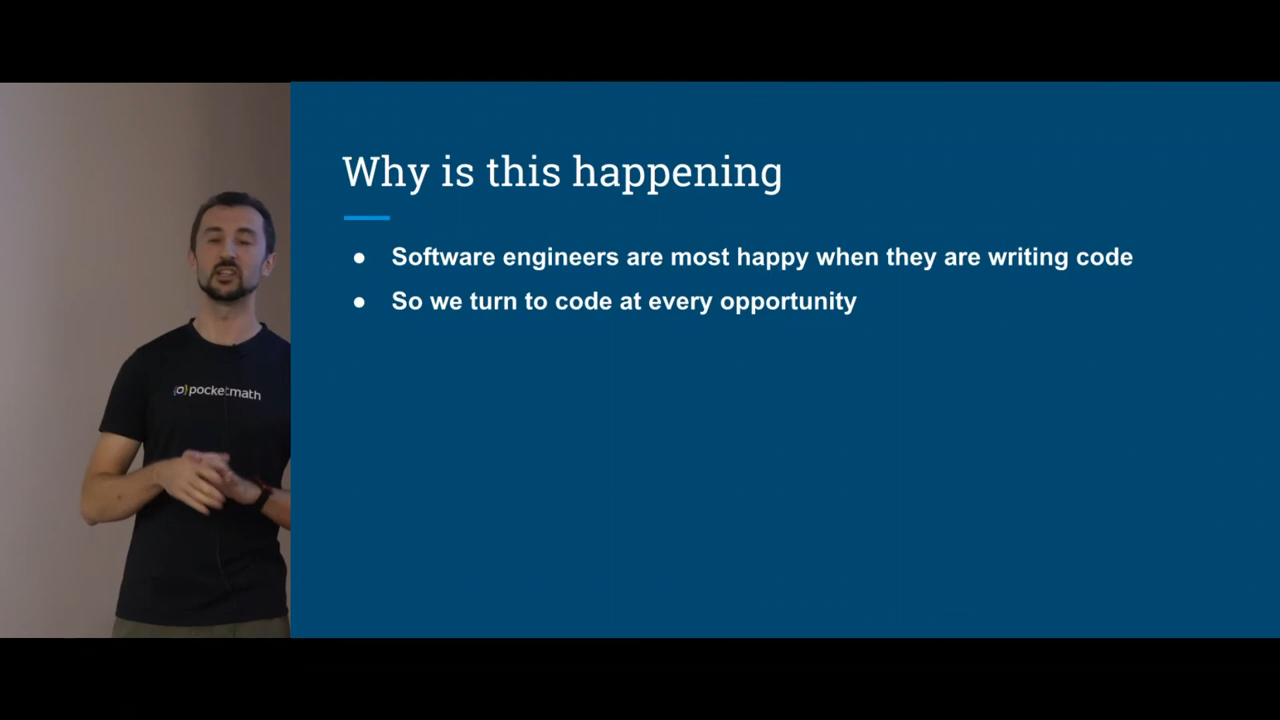 Why is this happening
● Software engineers are most happy when they are writing code
● So we turn to code at every opportunity
(o)pocketmath